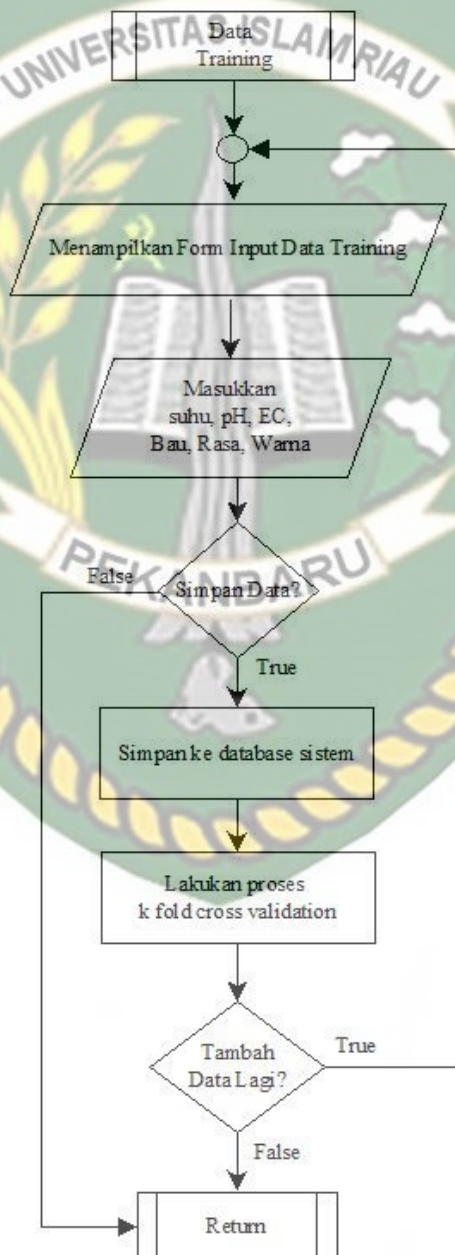 UNIVERSITAS ISLAM RIAU
Data
Training
Menampilkan Form Input Data Training
Masukkan
suhu, pH, EC,
Bau, Rasa, Warna
PEKANBARU
False
Simpan Data?
True
Simpan ke database sistem
Lakukan proses
k fold cross validation
Tambah
Data Lagi?
True
False
Return